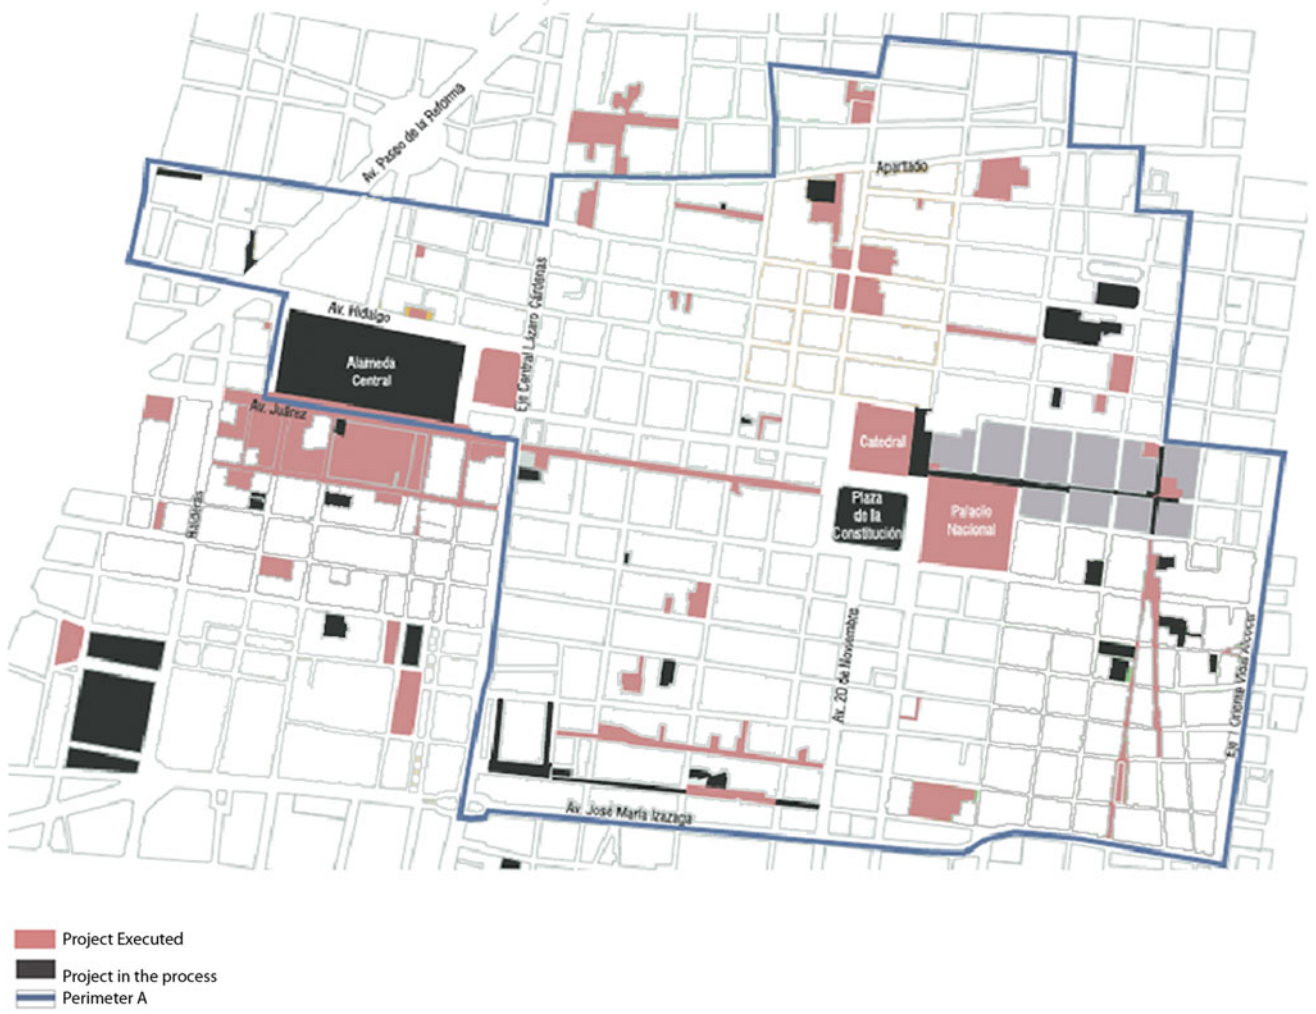 Av. Paseo de la Reforma
Apartado
Eje Central Lázaro Cárdenas
Av. Hidalgo
Alameda
Central
Av. Juárez
Catedral
Plaza
de la
Constitución
Palacio
Nacional
Balderas
Av. 20 de Noviembre
Eje 1 Oriente Vidal Alcocer
Av. José María Izazaga
Project Executed
Project in the process
Perimeter A